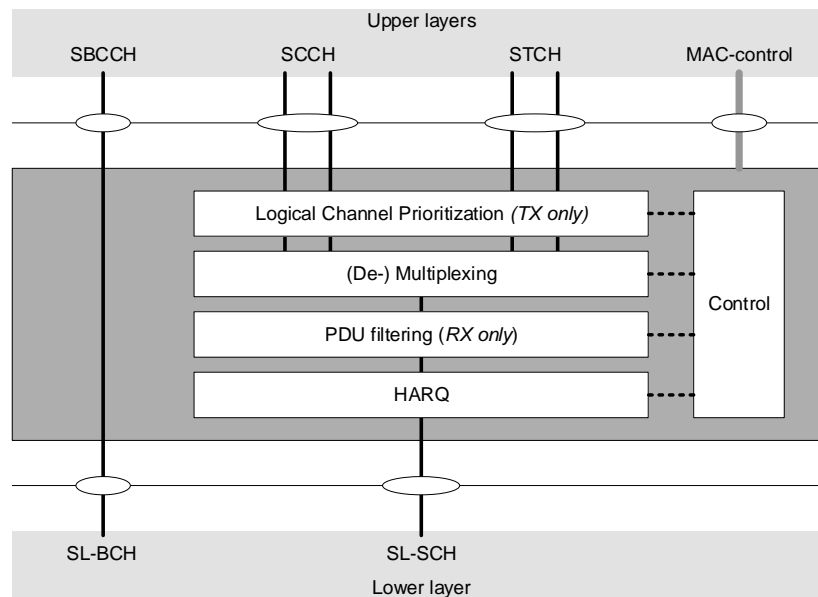 Upper layers
SBCCH SCCH STCH MAC-control
Logical Channel Prioritization (TX only)
(De-) Multiplexing
Control
PDU filtering (RX only)
HARQ
SL-BCH SL-SCH
Lower layer